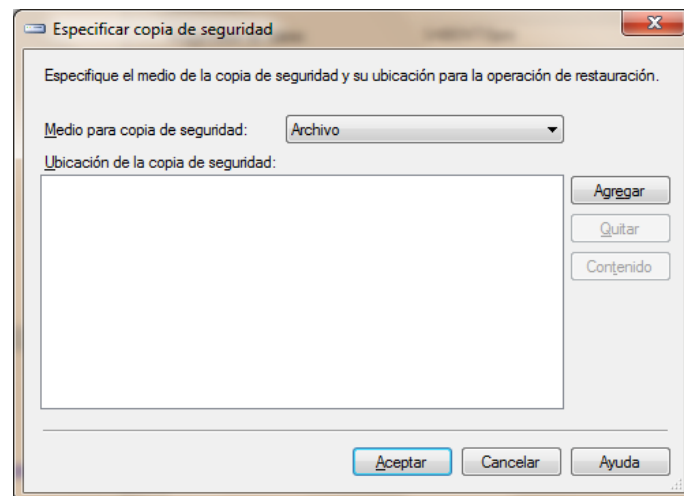 Especificar copia de seguridad
Especifique el medio de la copia de seguridad y su ubicación para la operación de restauración.
Medio para copia de seguridad: Archivo
Ubicación de la copia de seguridad:
Agregar
Quitar
Contenido
Aceptar Cancelar Ayuda